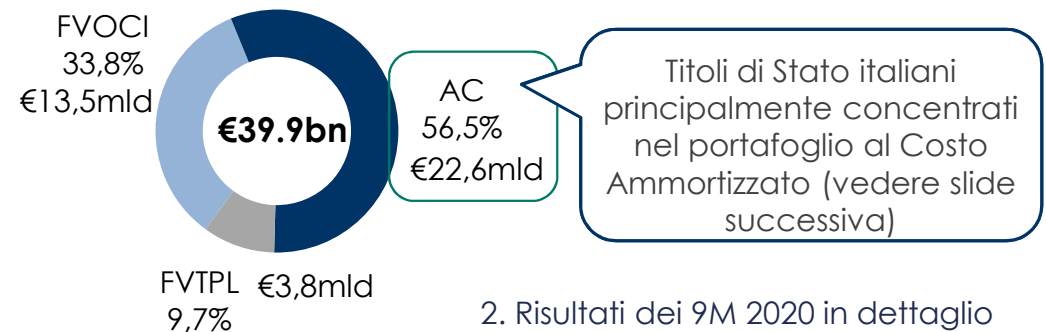 FVOCI
33,8%
€13,5mld
€39.9bn
AC
56,5%
€22,6mld
Titoli di Stato italiani
principalmente concentrati
nel portafoglio al Costo
Ammortizzato (vedere slide
successiva)
FVTPL
9,7%
€3,8mld
2. Risultati dei 9M 2020 in dettaglio